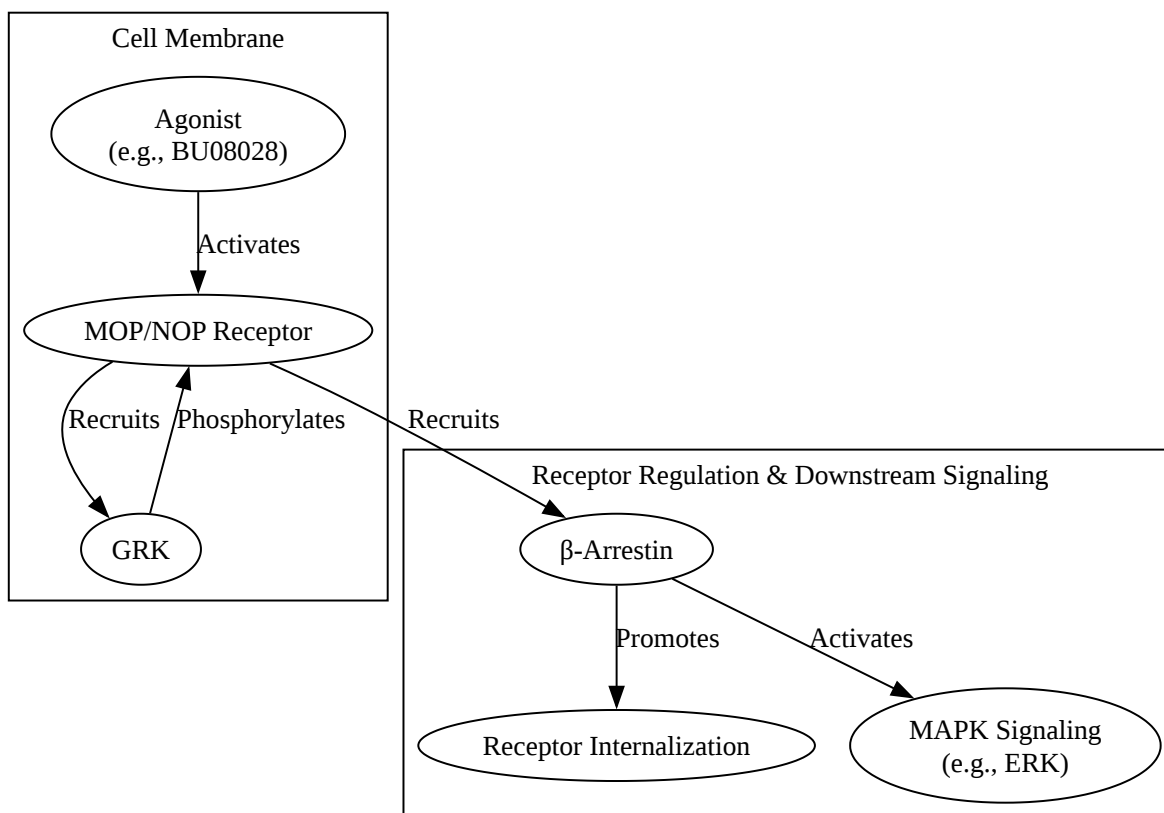 Cell Membrane
Agonist
(e.g., BU08028)
Activates
MOP/NOP Receptor
Recruits
Phosphorylates
Recruits
GRK
Receptor Regulation & Downstream Signaling
β-Arrestin
Promotes
Activates
Receptor Internalization
MAPK Signaling
(e.g., ERK)